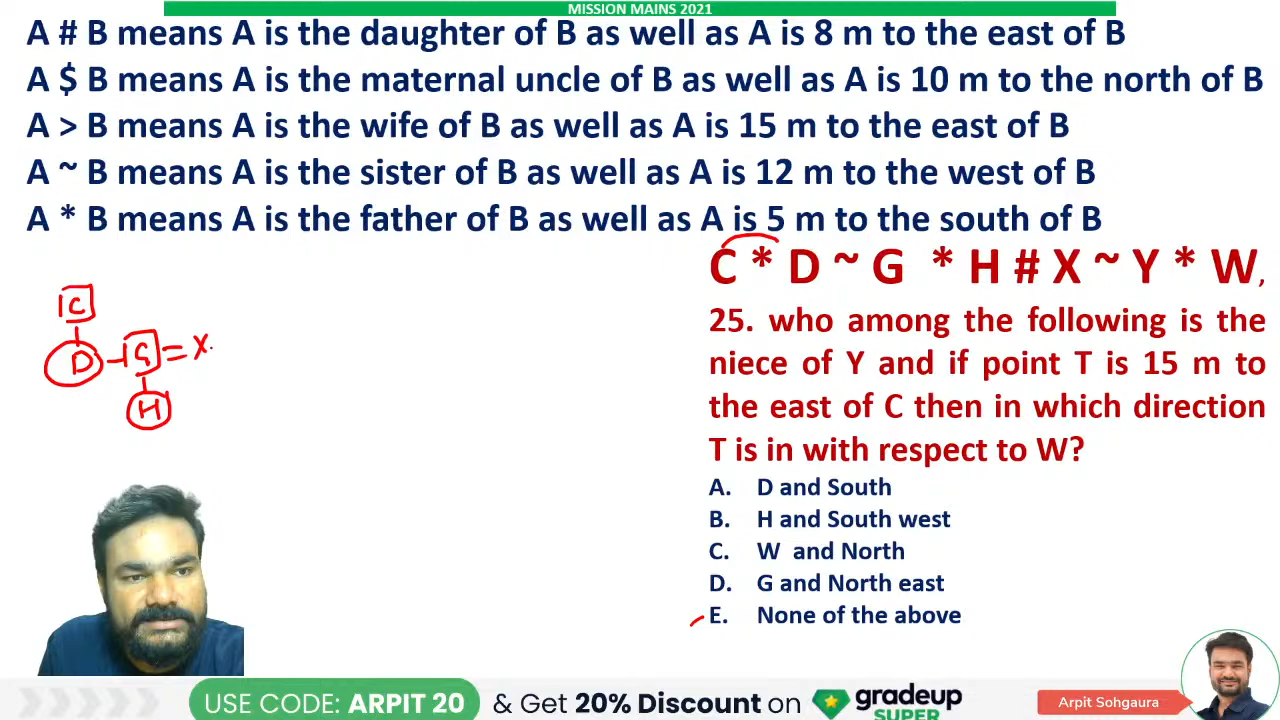 MISSION MAINS 2021
A # B means A is the daughter of B as well as A is 8 m to the east of B
A $ B means A is the maternal uncle of B as well as A is 10 m to the north of B
A > B means A is the wife of B as well as A is 15 m to the east of B
A ~ B means A is the sister of B as well as A is 12 m to the west of B
A * B means A is the father of B as well as A is 5 m to the south of B
C * D ~ G * H # X ~ Y * W,
25. who among the following is the
niece of Y and if point T is 15 m to
the east of C then in which direction
T is in with respect to W?
A. D and South
B. H and South west
C. W and North
D. G and North east
E. None of the above
C
D - G = X
H
USE CODE: ARPIT 20 & Get 20% Discount on gradeup
SUPER
Arpit Sohgaura